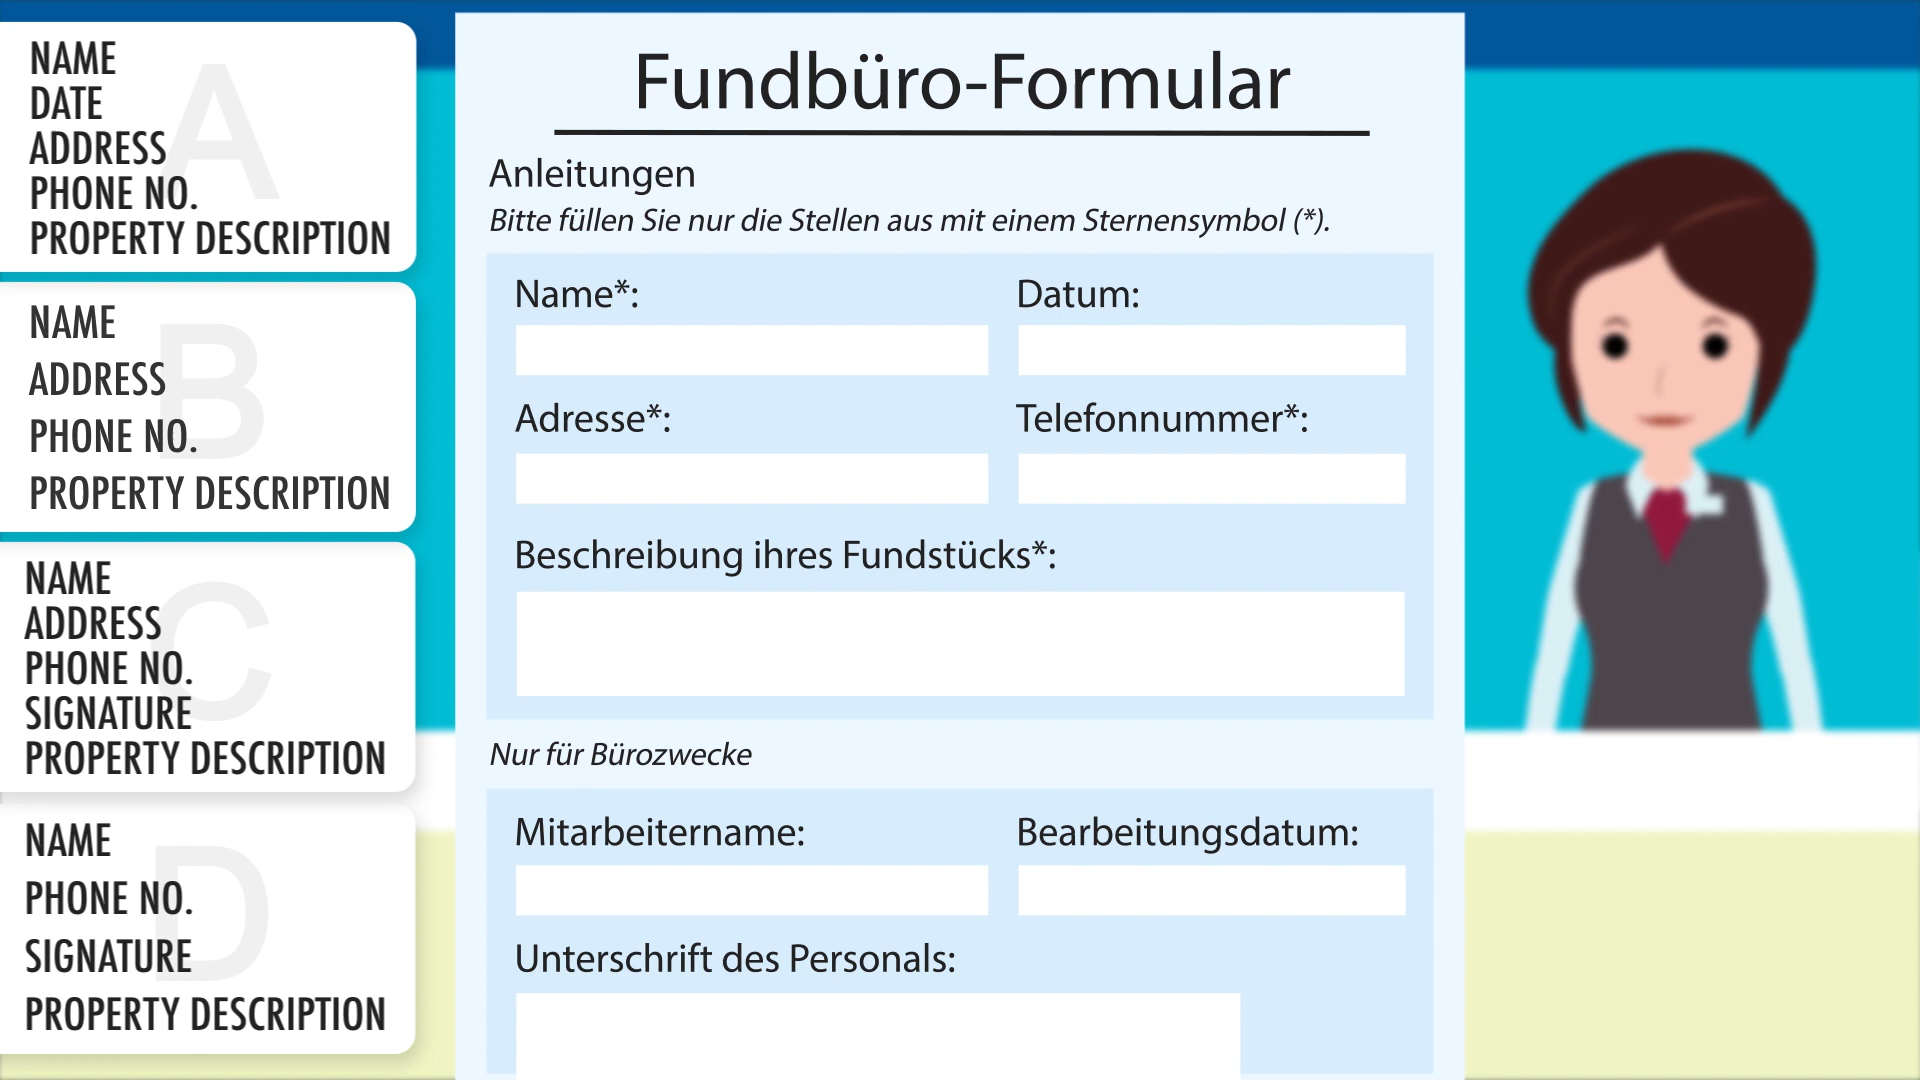 A
NAME
DATE
ADDRESS
PHONE NO.
PROPERTY DESCRIPTION
B
NAME
ADDRESS
PHONE NO.
PROPERTY DESCRIPTION
C
NAME
ADDRESS
PHONE NO.
SIGNATURE
PROPERTY DESCRIPTION
D
NAME
PHONE NO.
SIGNATURE
PROPERTY DESCRIPTION
Fundbüro-Formular
Anleitungen
Bitte füllen Sie nur die Stellen aus mit einem Sternensymbol (*).
Name*: Datum:
Adresse*: Telefonnummer*:
Beschreibung ihres Fundstücks*:
Nur für Bürozwecke
Mitarbeitername: Bearbeitungsdatum:
Unterschrift des Personals: